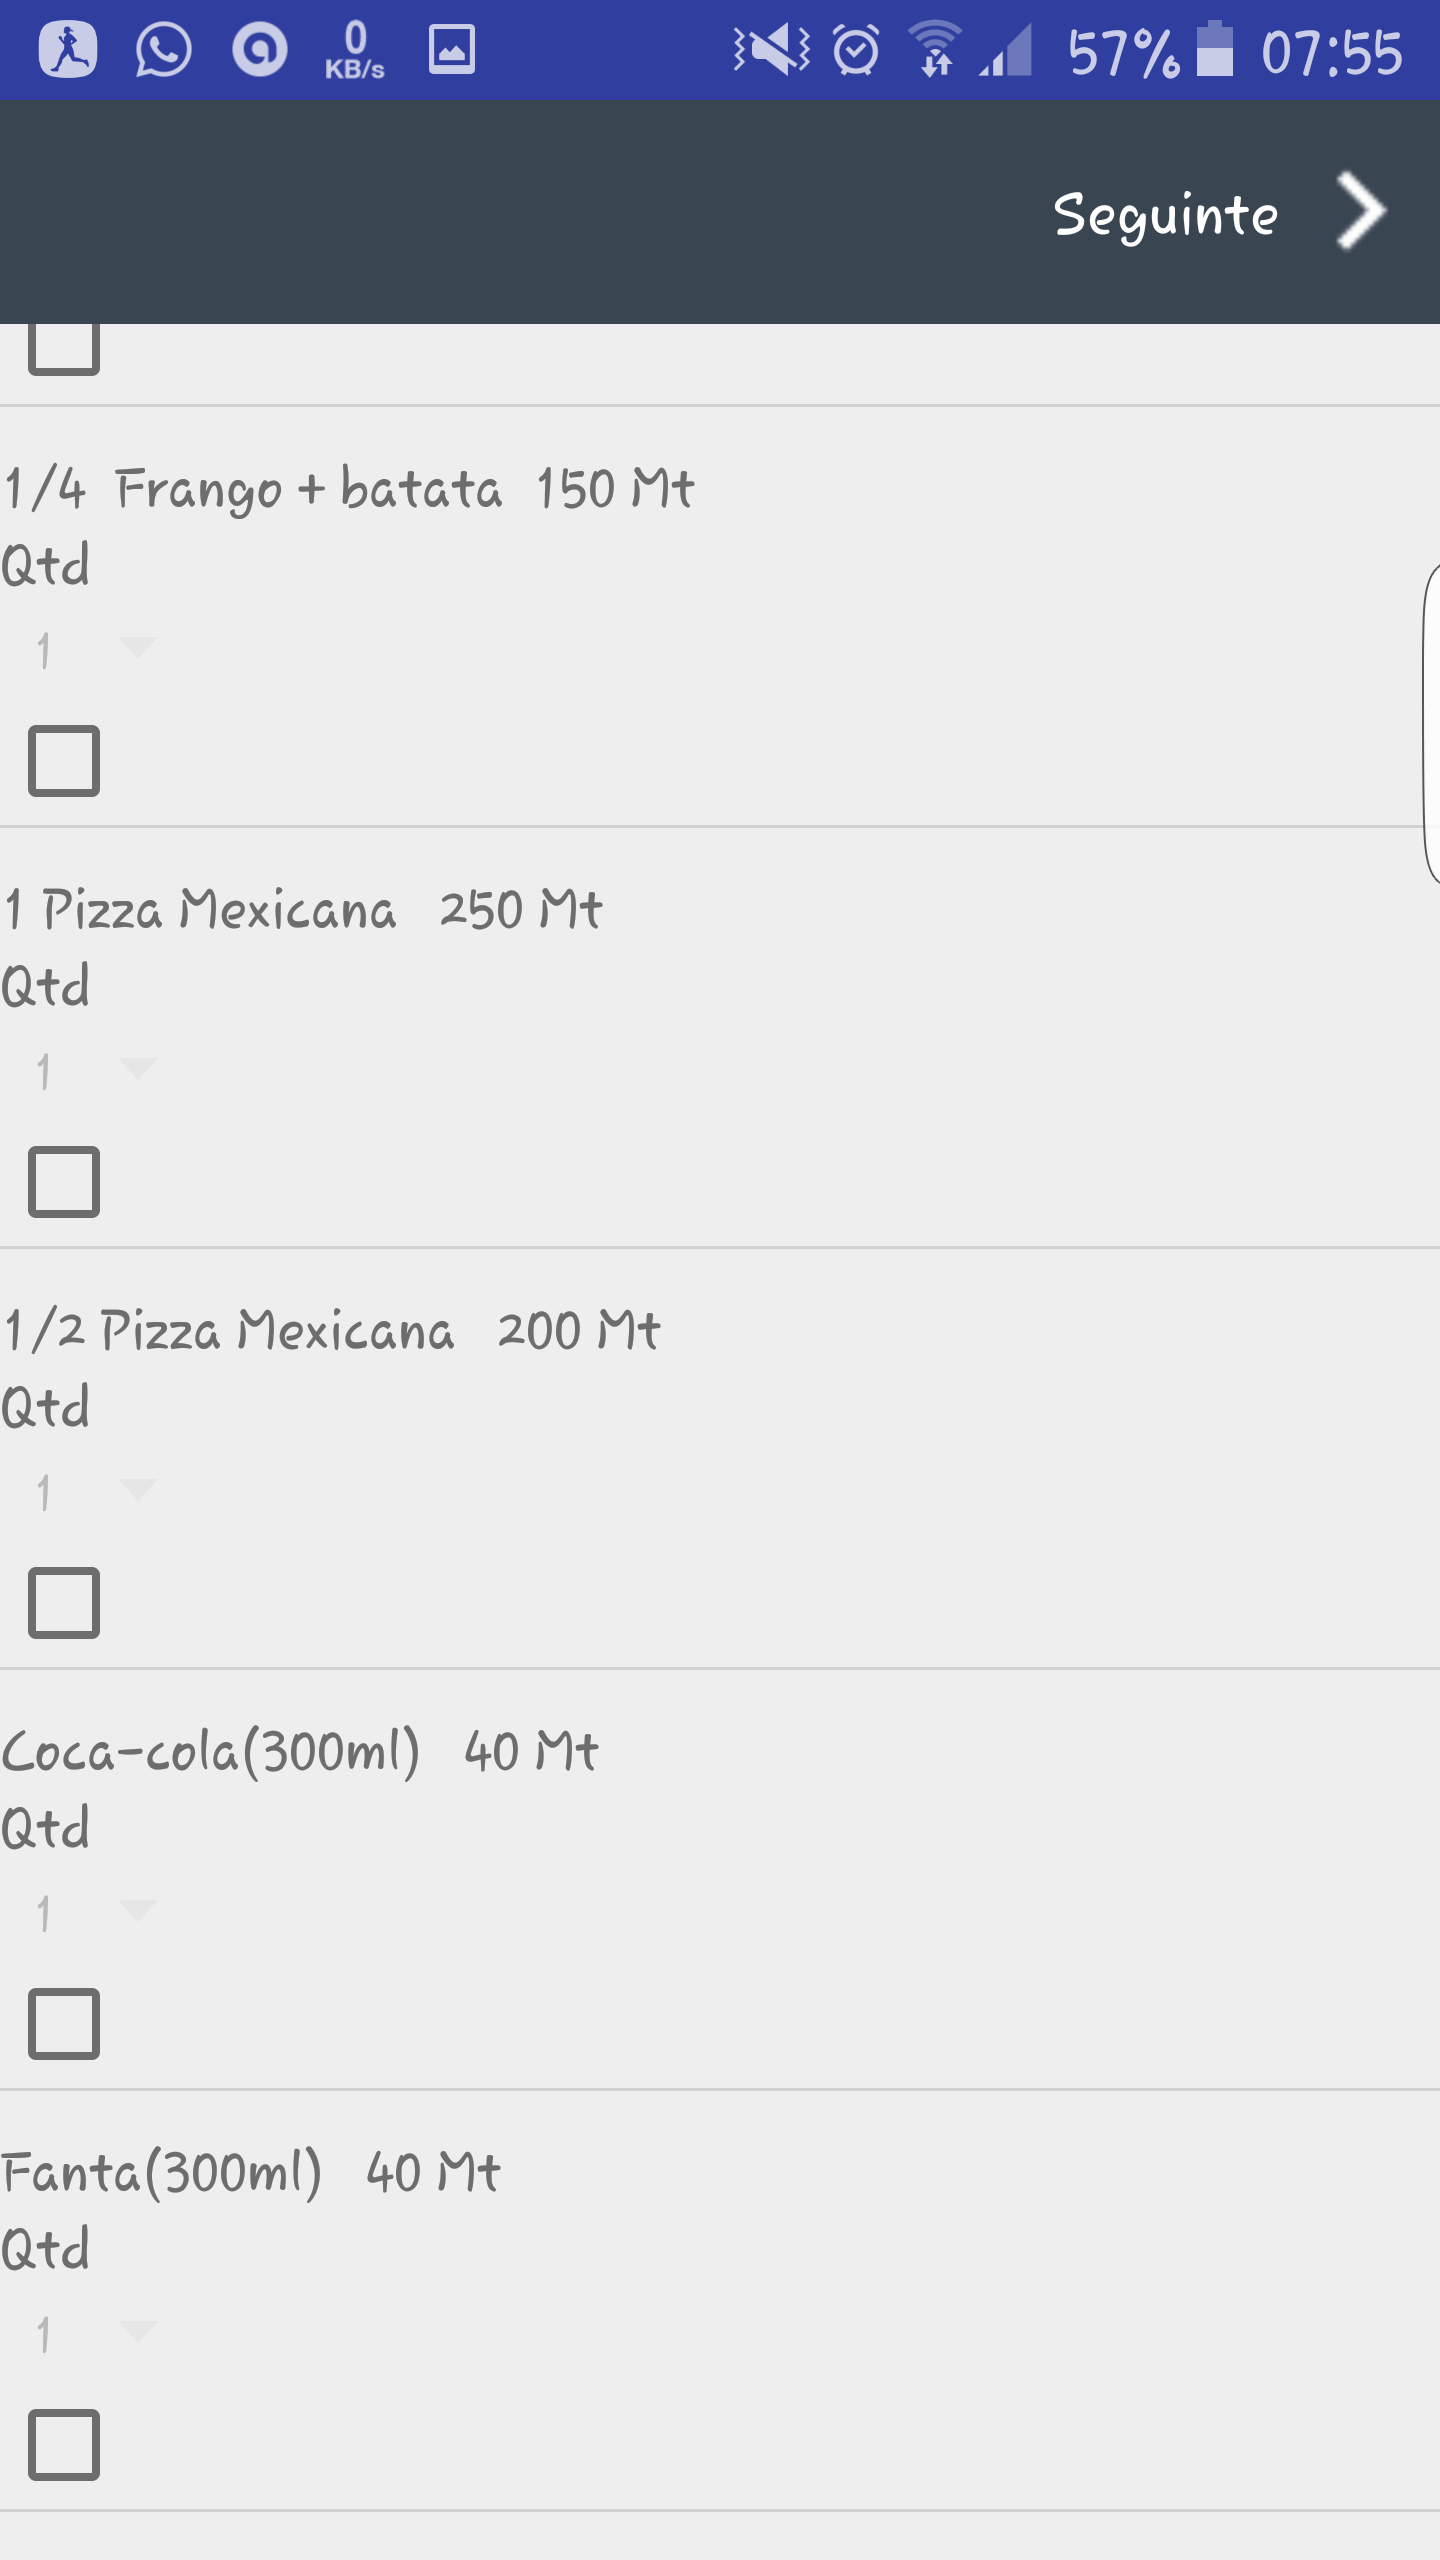 0
KB/s
57% 07:55
Seguinte
1/4 Frango + batata 150 Mt
Qtd
1
1 Pizza Mexicana 250 Mt
Qtd
1
1/2 Pizza Mexicana 200 Mt
Qtd
1
Coca-cola(300ml) 40 Mt
Qtd
1
Fanta(300ml) 40 Mt
Qtd
1